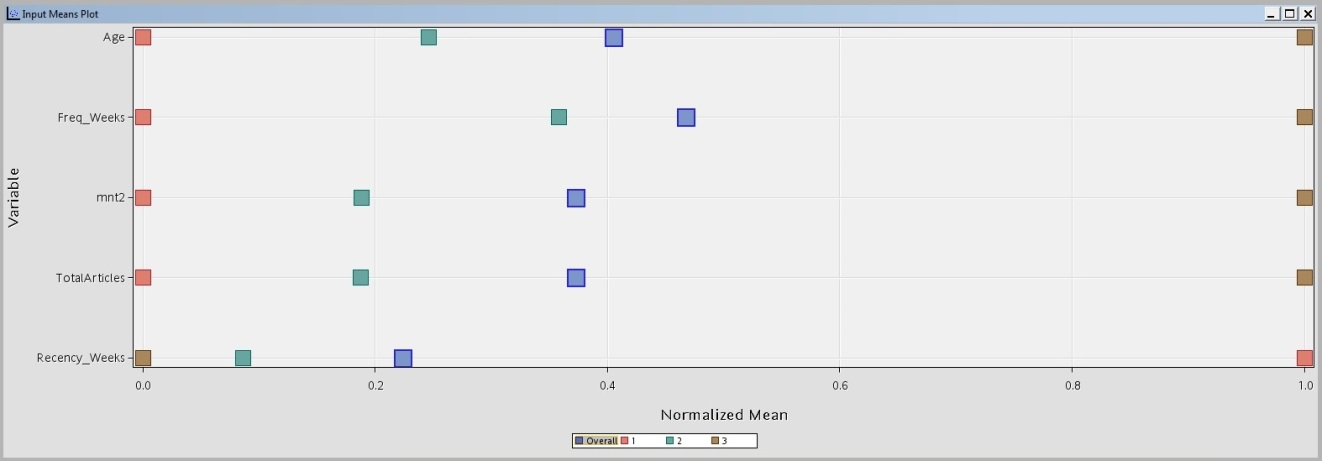 Input Means Plot
Variable
Age
Freq_Weeks
mnt2
TotalArticles
Recency_Weeks
0.0 0.2 0.4 0.6 0.8 1.0
Normalized Mean
Overall 1 2 3